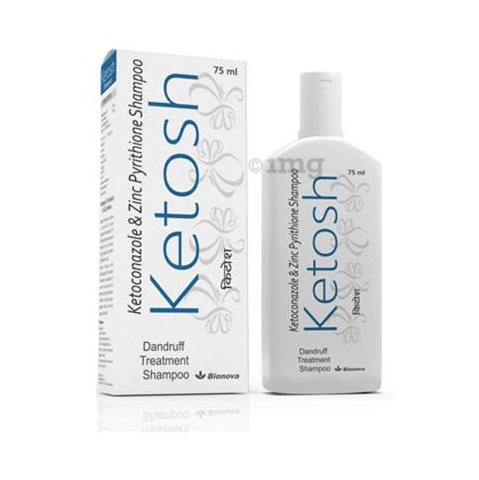 75 ml
Ketoconazole & Zinc Pyrithione Shampoo
Ketosh
किटोश
Dandruff
Treatment
Shampoo
Bionova
Ketosh
75 ml
Ketoconazole & Zinc Pyrithione Shampoo
Ketosh
किटोश
Dandruff
Treatment
Shampoo
Bionova
1mg